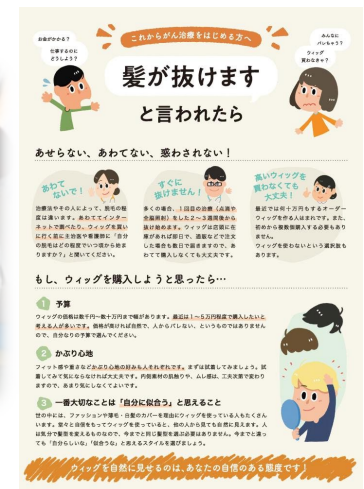 これからがん治療をはじめる方へ
お金がかかる?
仕事するのに
どうしよう?
みんなに
バレちゃう?
ウィッグ
買わなきゃ?
髪が抜けます
と言われたら
あせらない、あわてない、惑わされない!
あわて
ないで!
治療法やその人によって、脱毛の程
度は違います。あわててインター
ネットで調べたり、ウィッグを買い
に行く前に主治医や看護師に「自分
の脱毛はどの程度でいつ頃から始ま
りますか?」と聞いてください。
すぐに
抜けません!
多くの場合、1回目の治療(点滴や
全脳照射)をした2~3週間後から
抜け始めます。ウィッグは店頭に在
庫があれば即日で、通販などで注文
した場合も数日で届きますので、あ
わてて購入しなくても大丈夫です。
高いウィッグを
買わなくても
大丈夫!
最近では何十万円もするオーダー
ウィッグを作る人はまれです。また、
初めから複数個購入する必要もあり
ません。
ウィッグを使わないという選択肢も
あります。
もし、ウィッグを購入しようと思ったら…
1 予算
ウィッグの価格は数千円~数十万円まで幅があります。最近は1~5万円程度で購入したいと
考える人が多いです。価格が高ければ自然で、人からバレない、というものではありません
ので、自分なりの予算で選んでください。
2 かぶり心地
フィット感や重さなどかぶり心地の好みも人それぞれです。まずは試着してみましょう。試
着してみて気にならなければ大丈夫です。内側素材の肌触りや、ムレ感は、工夫次第で変わり
ますので、あまり気にしなくてよいです。
3 一番大切なことは「自分に似合う」と思えること
世の中には、ファッションや薄毛・白髪のカバーを理由にウィッグを使っている人もたくさん
います。堂々と自信をもってウィッグを使っていると、他の人から見ても自然に見えます。人
は気分で髪型を変えるものなので、今までと同じ髪型を選ぶ必要はありません。今までと違っ
ても「自分らしいな」「似合うな」と思えるスタイルを選びましょう。
ウィッグを自然に見せるのは、あなたの自信のある態度です!